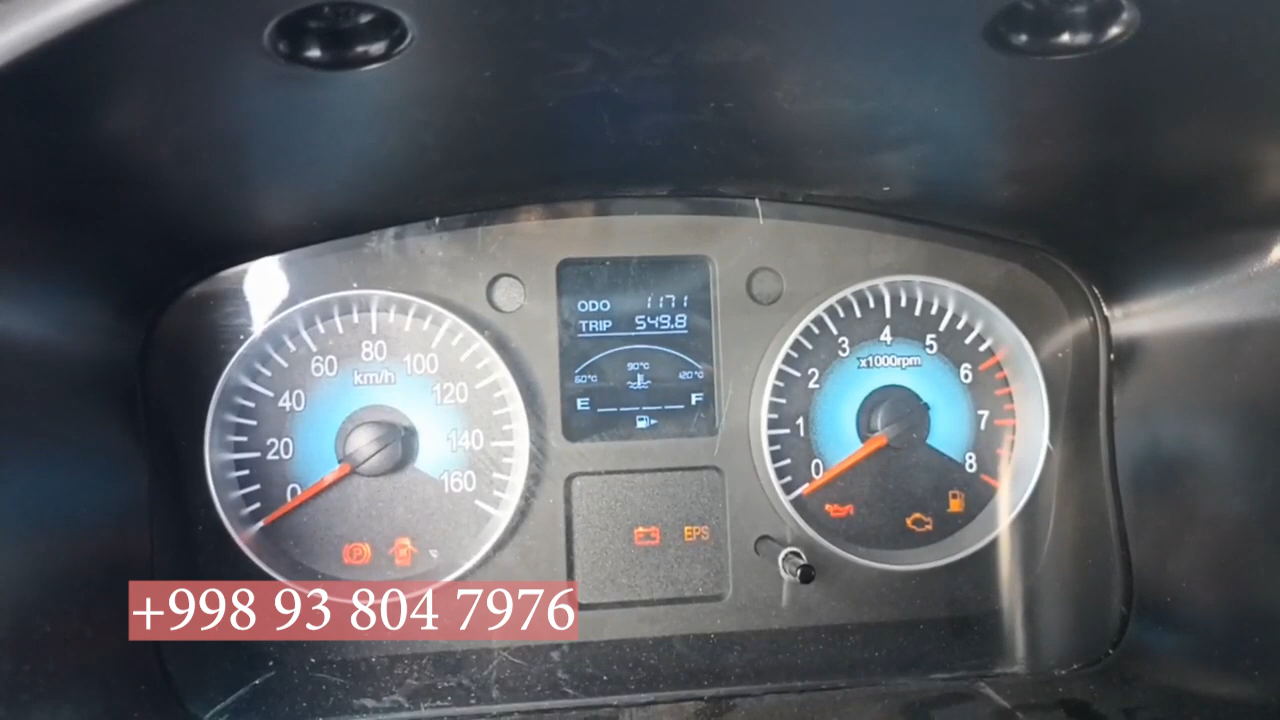 ODO 1171
TRIP 549.8
60°C 90°C 120°C
E F
0 20 40 60 80 100 120 140 160
km/h
0 1 2 3 4 5 6 7 8
x1000rpm
P
EPS
+998 93 804 7976